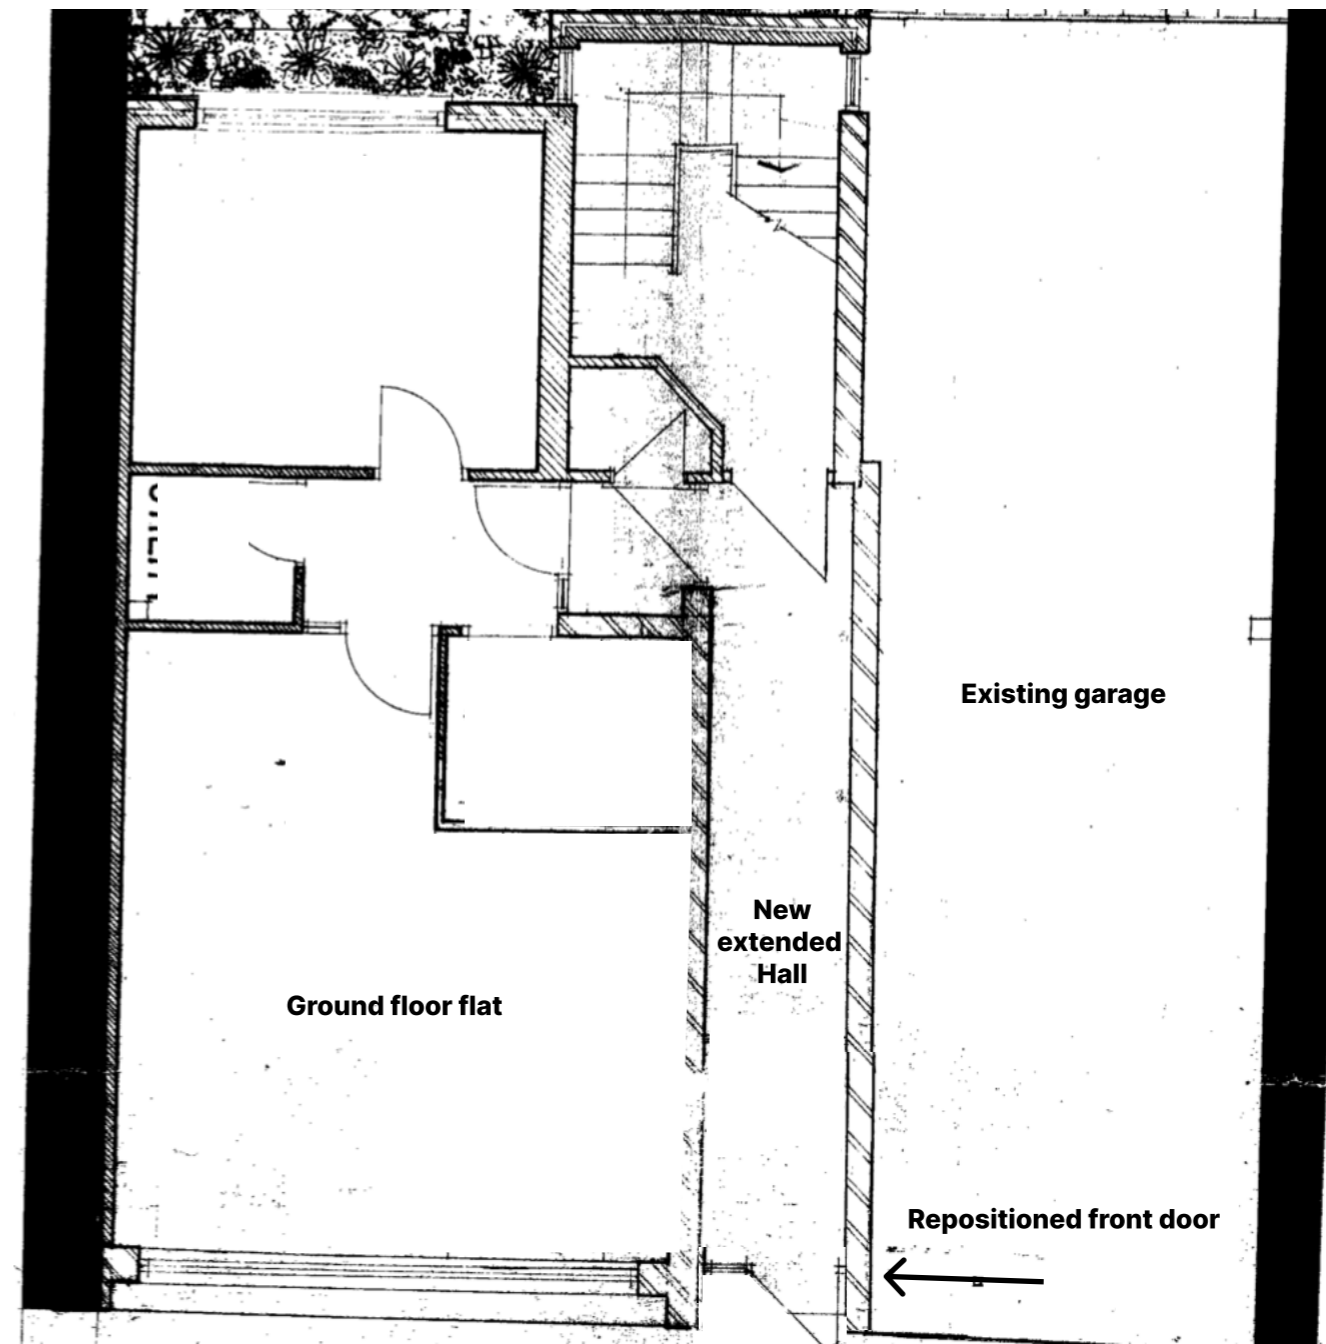 Existing garage
New
extended
Hall
Ground floor flat
Repositioned front door